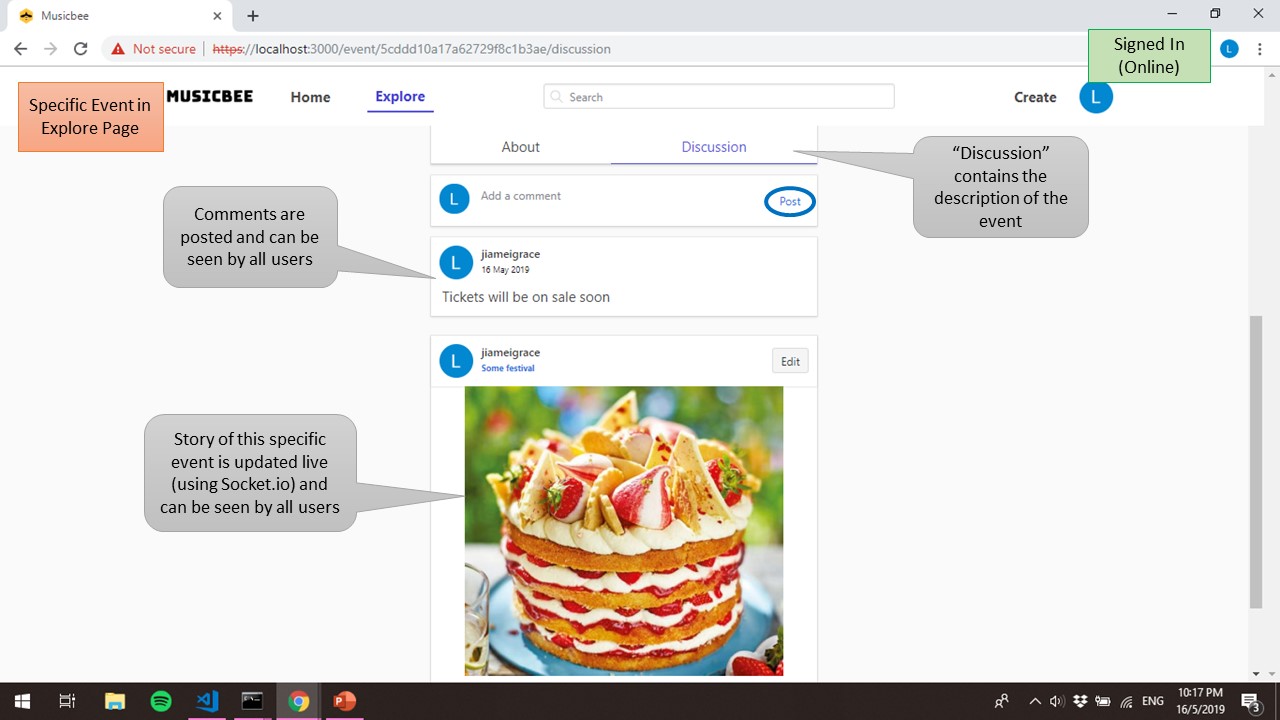 Musicbee
Not secure
https://localhost:3000/event/5cddd10a17a62729f8c1b3ae/discussion
L
Signed In
(Online)
Specific Event in
Explore Page
MUSICBEE
Home
Explore
Search
Create
L
About
Discussion
“Discussion”
contains the
description of the
event
L
Add a comment
Post
Comments are
posted and can be
seen by all users
L
jiameigrace
16 May 2019
Tickets will be on sale soon
L
jiameigrace
Some festival
Edit
Story of this specific
event is updated live
(using Socket.io) and
can be seen by all users
ENG
10:17 PM
16/5/2019
3